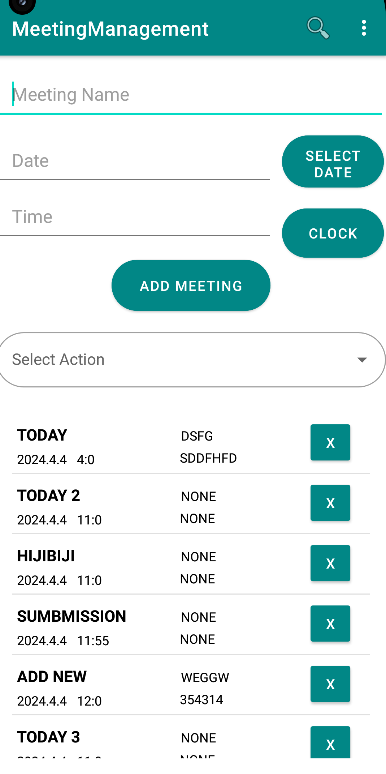 MeetingManagement
Meeting Name
Date
SELECT
DATE
Time
CLOCK
ADD MEETING
Select Action
TODAY DSFG X
2024.4.4 4:0 SDDFHFD
TODAY 2 NONE X
2024.4.4 11:0 NONE
HIJIBIJI NONE X
2024.4.4 11:0 NONE
SUMBMISSION NONE X
2024.4.4 11:55 NONE
ADD NEW WEGGW X
2024.4.4 12:0 354314
TODAY 3 NONE X